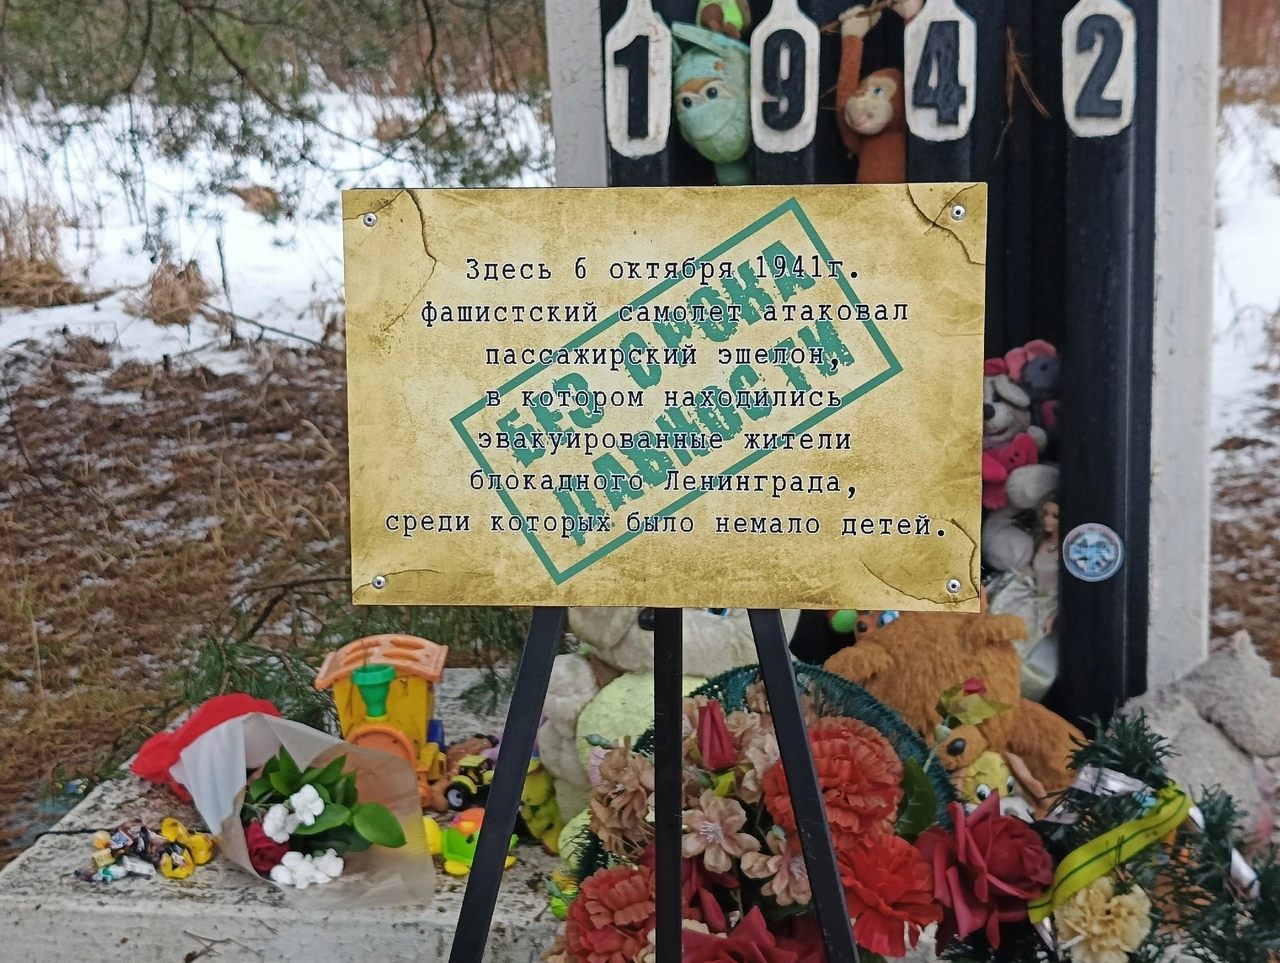 1942
Здесь 6 октября 1941г.
фашистский самолет атаковал
пассажирский эшелон,
в котором находились
эвакуированные жители
блокадного Ленинграда,
среди которых было немало детей.
БЕЗ СРОКА
ДАВНОСТИ